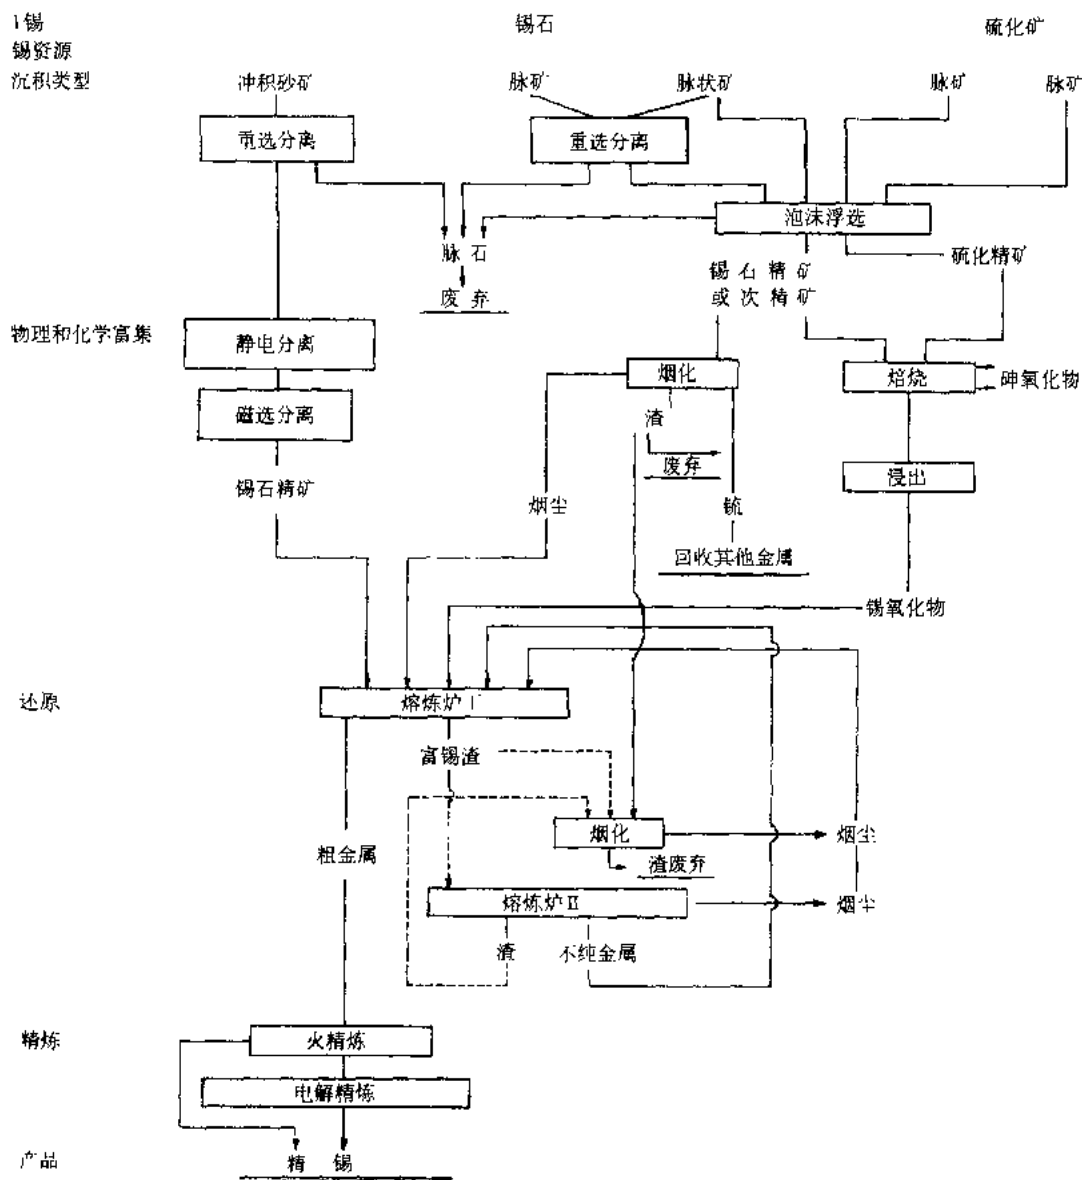 1锡
锡石
硫化矿
锡资源
沉积类型
冲积砂矿
脉矿
脉状矿
脉矿
脉矿
重选分离
重选分离
泡沫浮选
脉石
废弃
锡石精矿
或次精矿
硫化精矿
物理和化学富集
静电分离
烟化
焙烧
砷氧化物
磁选分离
渣
废弃
浸出
锡石精矿
烟尘
锍
回收其他金属
锡氧化物
还原
熔炼炉Ⅰ
富锡渣
烟化
烟尘
粗金属
渣废弃
熔炼炉Ⅱ
烟尘
渣
不纯金属
精炼
火精炼
电解精炼
产品
精锡